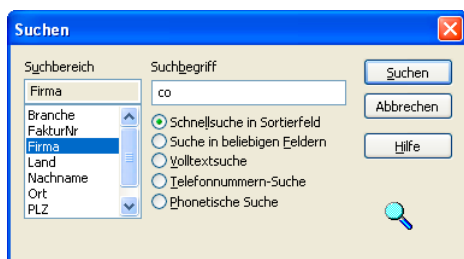 Suchen
Suchbereich
Firma
Branche
FakturNr
Firma
Land
Nachname
Ort
PLZ
Suchbegriff
co
Schnellsuche in Sortierfeld
Suche in beliebigen Feldern
Volltextsuche
Telefonnummern-Suche
Phonetische Suche
Suchen
Abbrechen
Hilfe